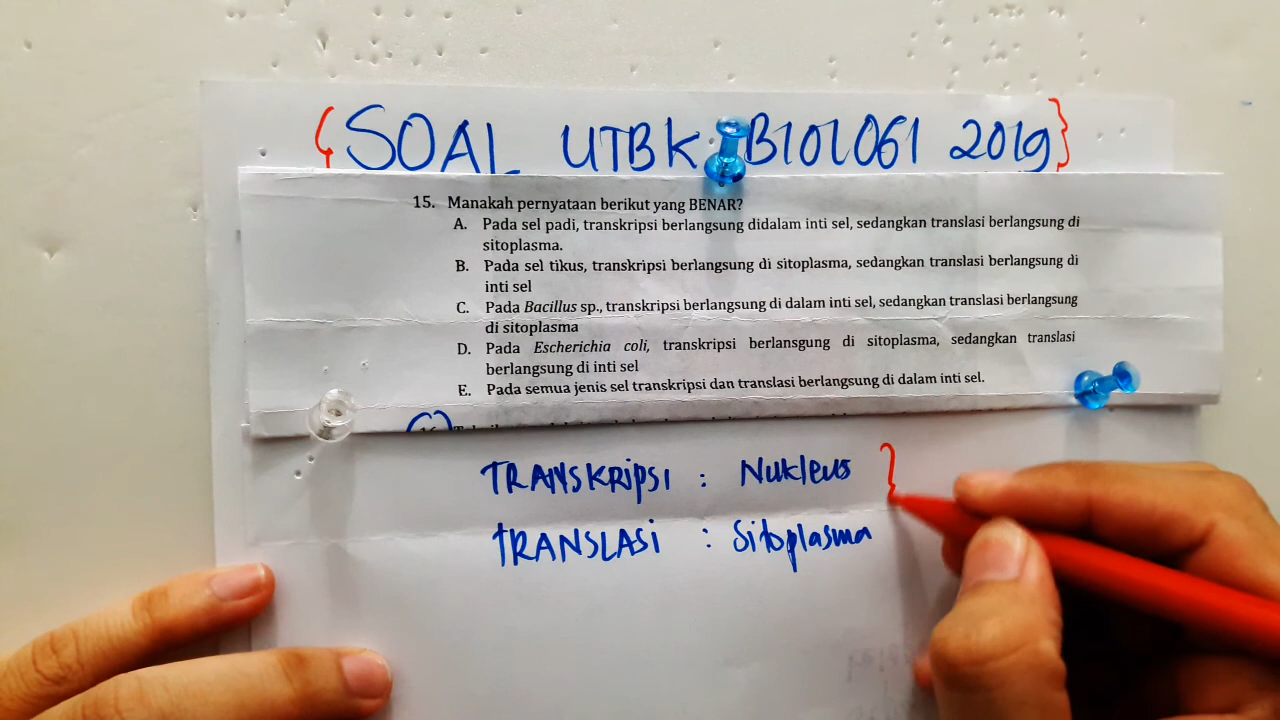 {SOAL UTBK BIOLOGI 2019}
15. Manakah pernyataan berikut yang BENAR?
A. Pada sel padi, transkripsi berlangsung didalam inti sel, sedangkan translasi berlangsung di
sitoplasma.
B. Pada sel tikus, transkripsi berlangsung di sitoplasma, sedangkan translasi berlangsung di
inti sel
C. Pada Bacillus sp., transkripsi berlangsung di dalam inti sel, sedangkan translasi berlangsung
di sitoplasma
D. Pada Escherichia coli, transkripsi berlansgung di sitoplasma, sedangkan translasi
berlangsung di inti sel
E. Pada semua jenis sel transkripsi dan translasi berlangsung di dalam inti sel.
TRANSKRIPSI : Nukleus }
TRANSLASI : Sitoplasma